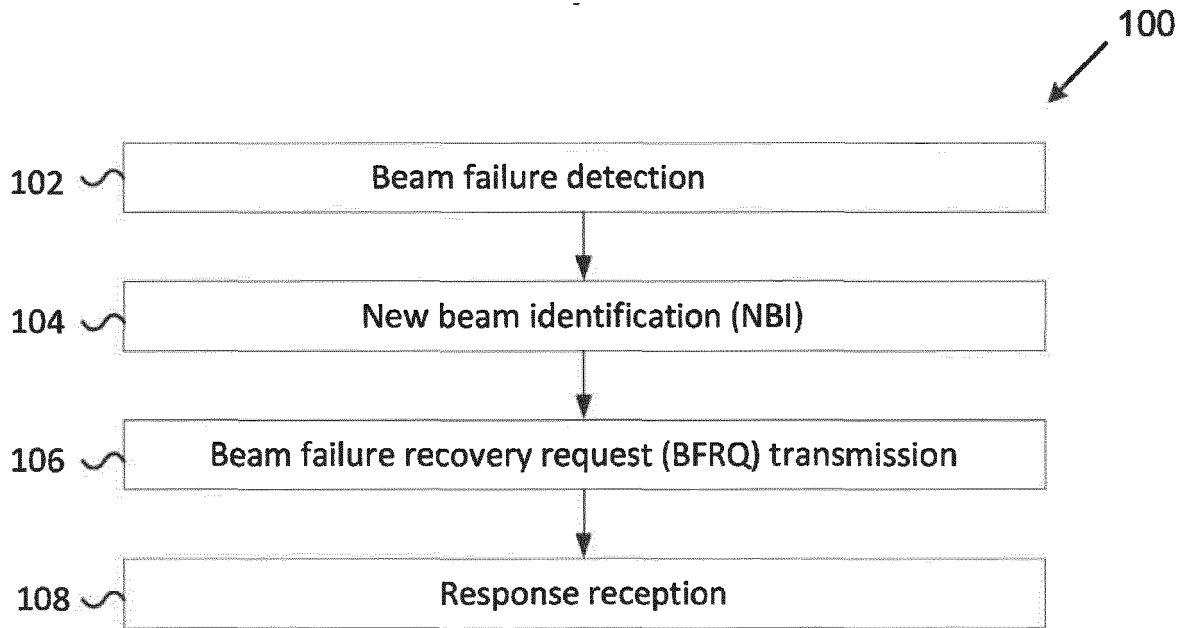 100
102 Beam failure detection
104 New beam identification (NBI)
106 Beam failure recovery request (BFRQ) transmission
108 Response reception